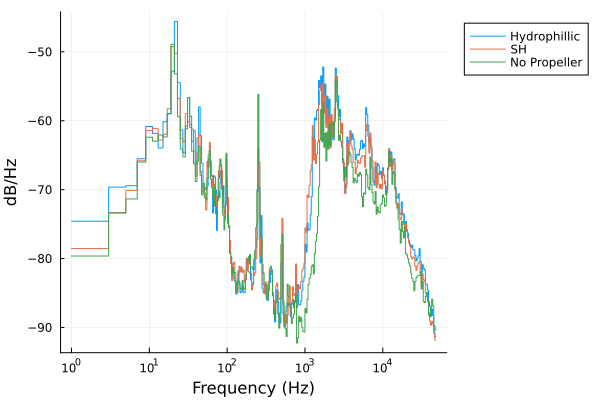 Hydrophillic
SH
No Propeller
dB/Hz
−50
−60
−70
−80
−90
10⁰
10¹
10²
10³
10⁴
Frequency (Hz)